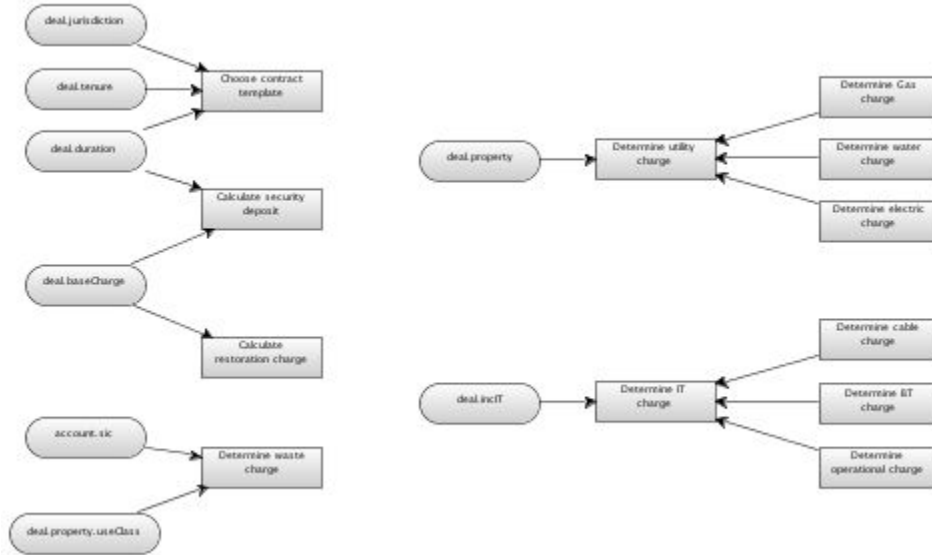 deal.jurisdiction
deal.tenure
deal.duration
Choose contract
template
Calculate security
deposit
deal.baseCharge
Calculate
restoration charge
account.sic
Determine waste
charge
deal.property.useClass
deal.property
Determine utility
charge
Determine Gas
charge
Determine water
charge
Determine electric
charge
deal.incIT
Determine IT
charge
Determine cable
charge
Determine BT
charge
Determine
operational charge